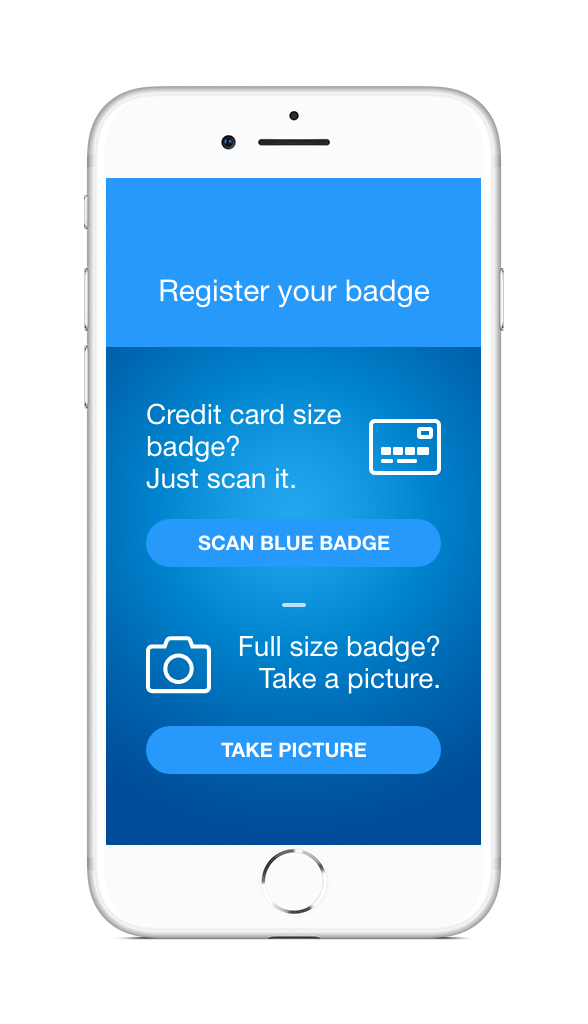 Register your badge
Credit card size
badge?
Just scan it.
SCAN BLUE BADGE
Full size badge?
Take a picture.
TAKE PICTURE